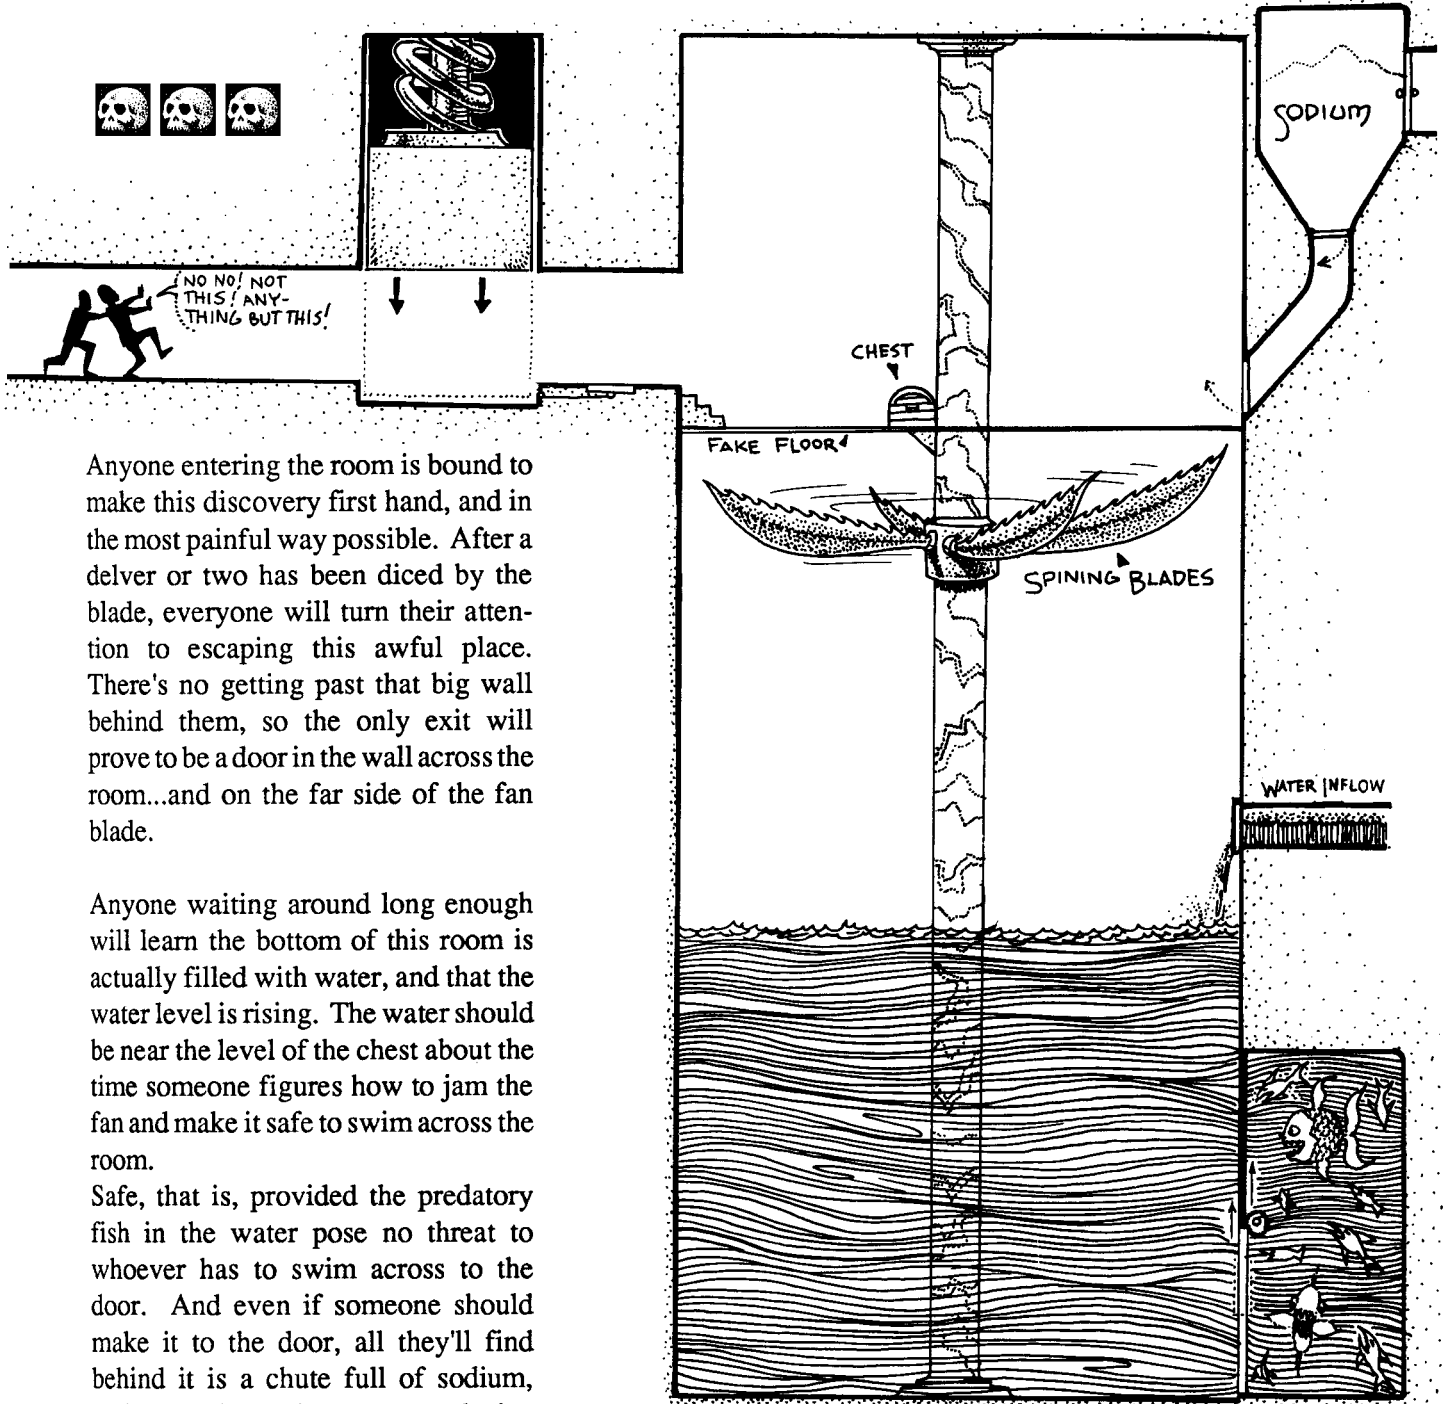 NO NO! NOT
THIS! ANY-
THING BUT THIS!
SODIUM
CHEST
FAKE FLOOR
SPINING BLADES
WATER INFLOW
Anyone entering the room is bound to
make this discovery first hand, and in
the most painful way possible. After a
delver or two has been diced by the
blade, everyone will turn their atten-
tion to escaping this awful place.
There's no getting past that big wall
behind them, so the only exit will
prove to be a door in the wall across the
room...and on the far side of the fan
blade.
Anyone waiting around long enough
will learn the bottom of this room is
actually filled with water, and that the
water level is rising. The water should
be near the level of the chest about the
time someone figures how to jam the
fan and make it safe to swim across the
room.
Safe, that is, provided the predatory
fish in the water pose no threat to
whoever has to swim across to the
door. And even if someone should
make it to the door, all they'll find
behind it is a chute full of sodium,